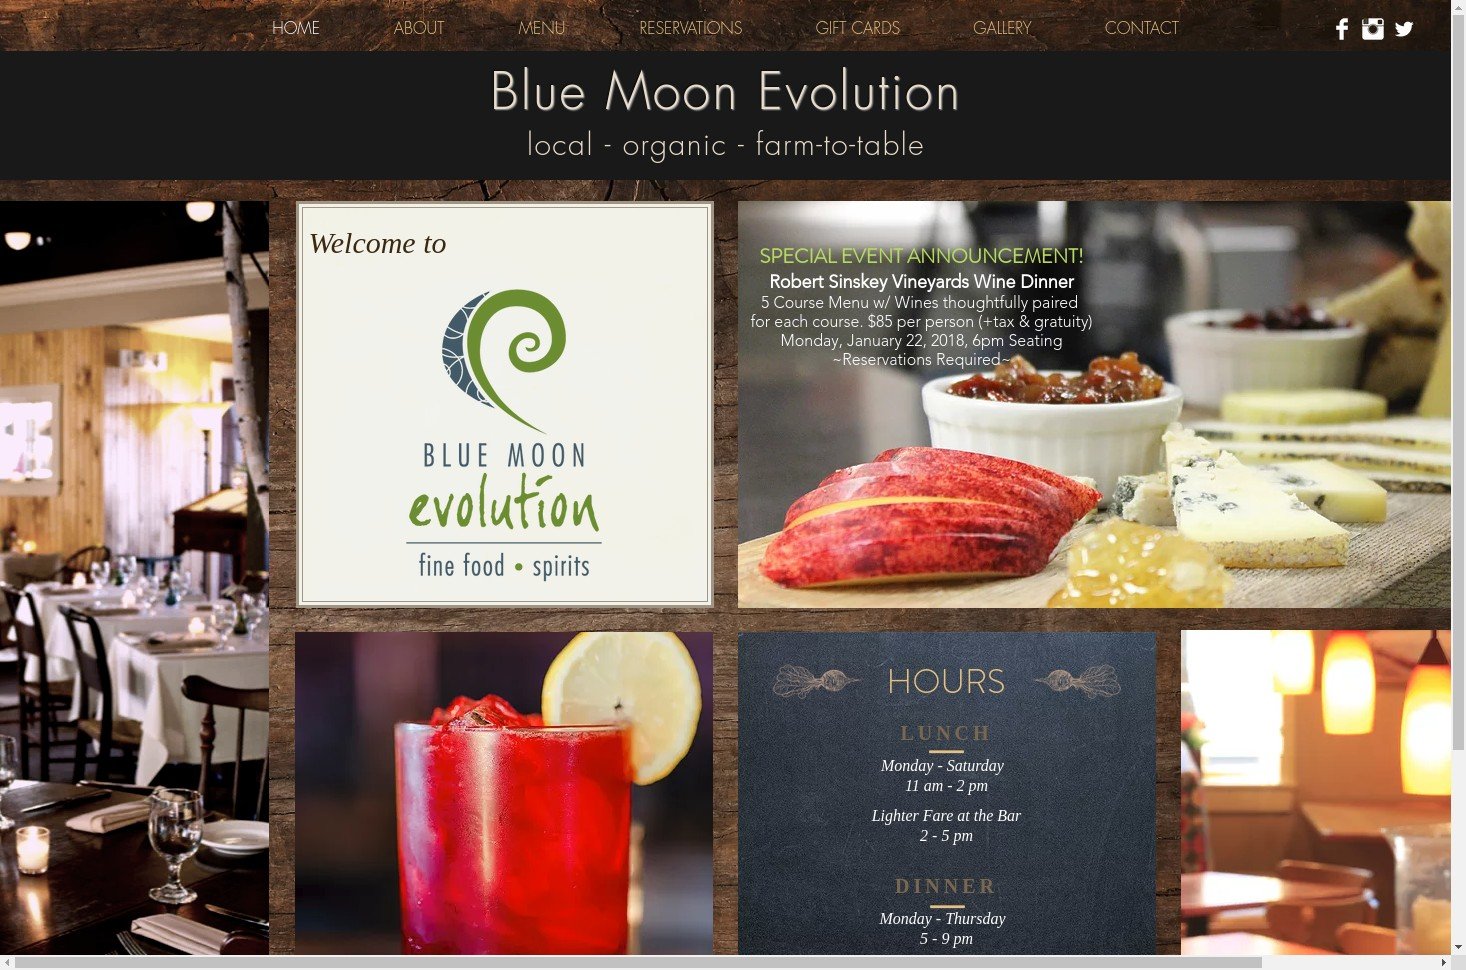 HOME ABOUT MENU RESERVATIONS GIFT CARDS GALLERY CONTACT
Blue Moon Evolution
local - organic - farm-to-table
Welcome to
BLUE MOON
evolution
fine food • spirits
SPECIAL EVENT ANNOUNCEMENT!
Robert Sinskey Vineyards Wine Dinner
5 Course Menu w/ Wines thoughtfully paired
for each course. $85 per person (+tax & gratuity)
Monday, January 22, 2018, 6pm Seating
~Reservations Required~
HOURS
LUNCH
Monday - Saturday
11 am - 2 pm
Lighter Fare at the Bar
2 - 5 pm
DINNER
Monday - Thursday
5 - 9 pm